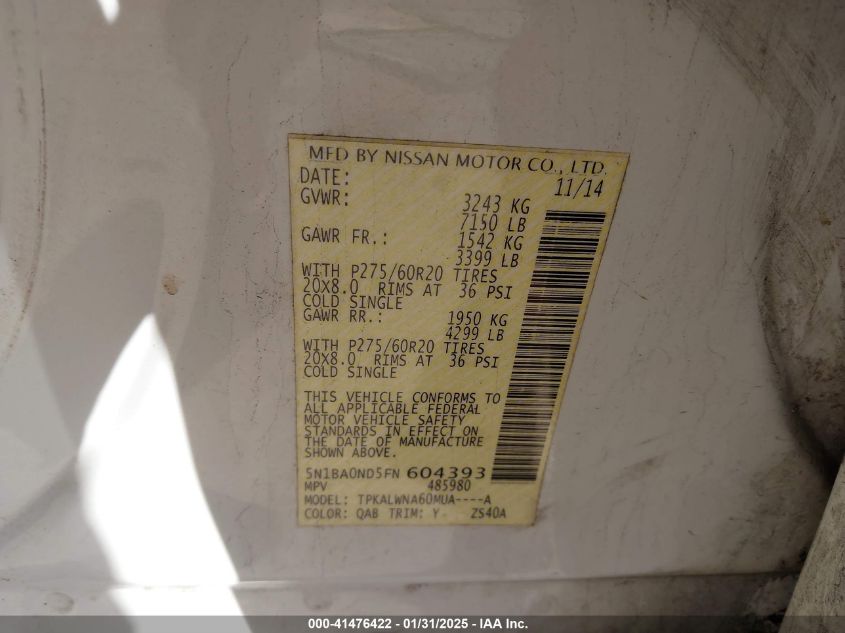 MFD BY NISSAN MOTOR CO., LTD.
DATE: 11/14
GVWR: 3243 KG
7150 LB
GAWR FR.: 1542 KG
3399 LB
WITH P275/60R20 TIRES
20X8.0 RIMS AT 36 PSI
COLD SINGLE
GAWR RR.: 1950 KG
4299 LB
WITH P275/60R20 TIRES
20X8.0 RIMS AT 36 PSI
COLD SINGLE
THIS VEHICLE CONFORMS TO
ALL APPLICABLE FEDERAL
MOTOR VEHICLE SAFETY
STANDARDS IN EFFECT ON
THE DATE OF MANUFACTURE
SHOWN ABOVE.
5N1BA0ND5FN 604393
MPV 485980
MODEL: TPKALWNA60MUA----A
COLOR: QAB TRIM: Y- ZS40A
000-41476422 - 01/31/2025 - IAA Inc.